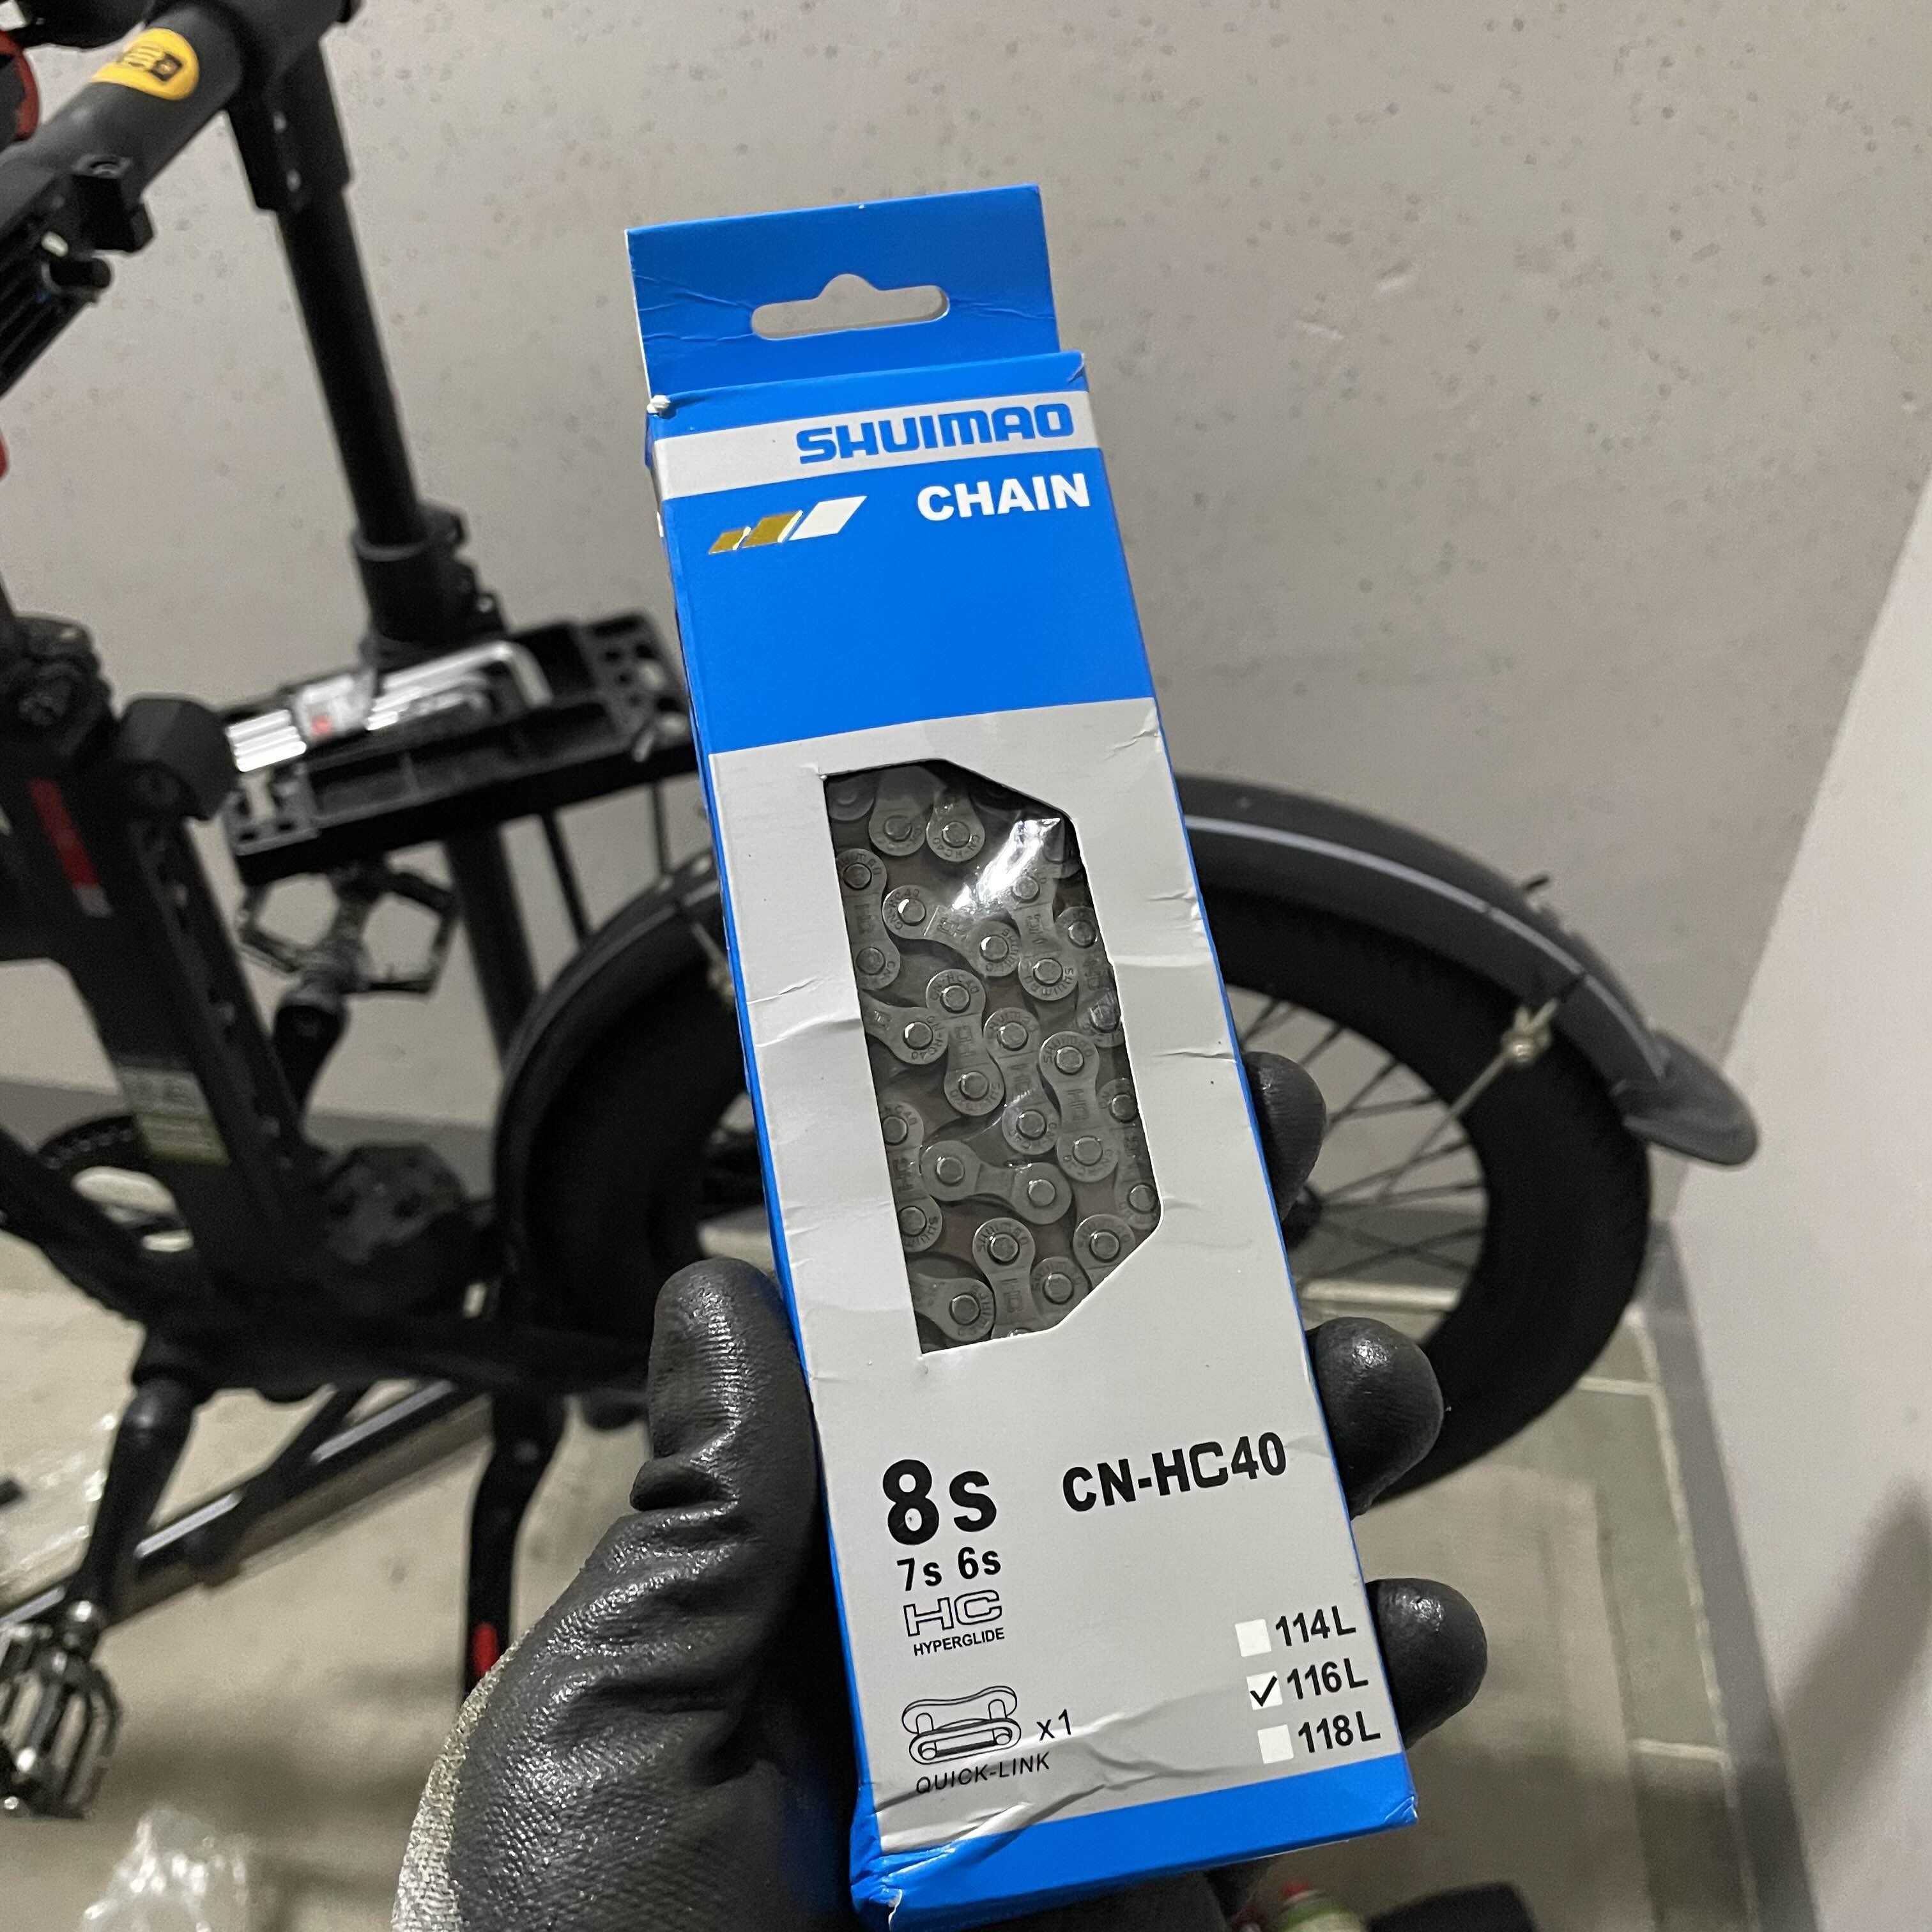 SHUIMAO
CHAIN
8s CN-HC40
7s 6s
HC
HYPERGLIDE
114L
116L
118L
x1
QUICK-LINK